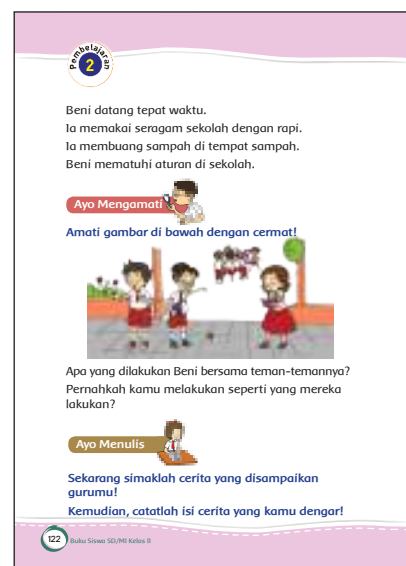 Pembelajaran
2
Beni datang tepat waktu.
Ia memakai seragam sekolah dengan rapi.
Ia membuang sampah di tempat sampah.
Beni mematuhi aturan di sekolah.
Ayo Mengamati
Amati gambar di bawah dengan cermat!
Apa yang dilakukan Beni bersama teman-temannya?
Pernahkah kamu melakukan seperti yang mereka
lakukan?
Ayo Menulis
Sekarang simaklah cerita yang disampaikan
gurumu!
Kemudian, catatlah isi cerita yang kamu dengar!
122
Buku Siswa SD/MI Kelas II